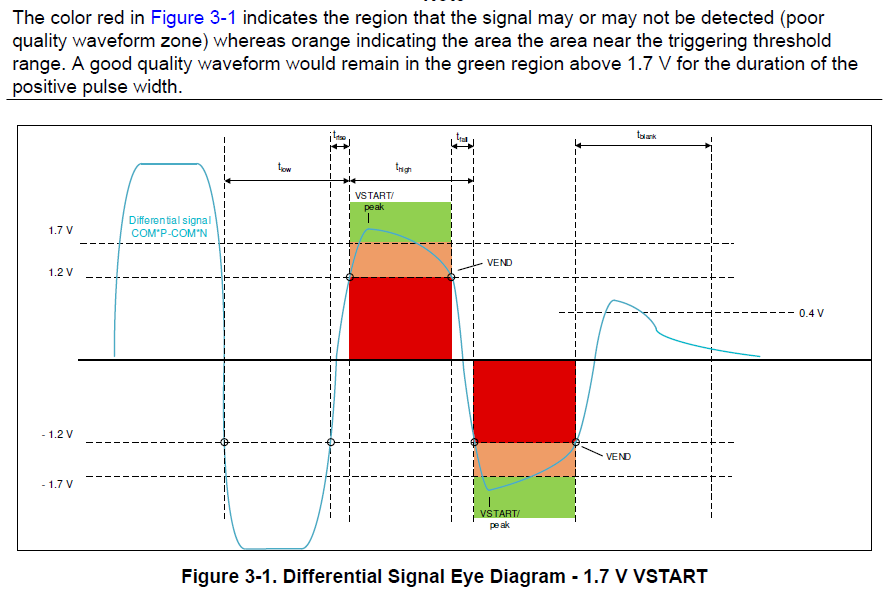 The color red in Figure 3-1 indicates the region that the signal may or may not be detected (poor
quality waveform zone) whereas orange indicating the area the area near the triggering threshold
range. A good quality waveform would remain in the green region above 1.7 V for the duration of the
positive pulse width.
trise
tfall
tblank
tlow
thigh
VSTART/
peak
Differential signal
COM*P-COM*N
1.7 V
1.2 V
VEND
0.4 V
- 1.2 V
VEND
- 1.7 V
VSTART/
peak
Figure 3-1. Differential Signal Eye Diagram - 1.7 V VSTART